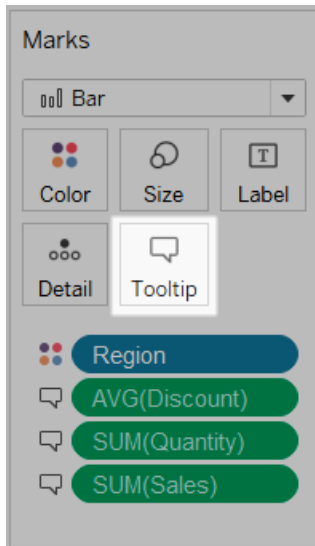 Marks
Bar
Color Size Label
Detail Tooltip
Region
AVG(Discount)
SUM(Quantity)
SUM(Sales)